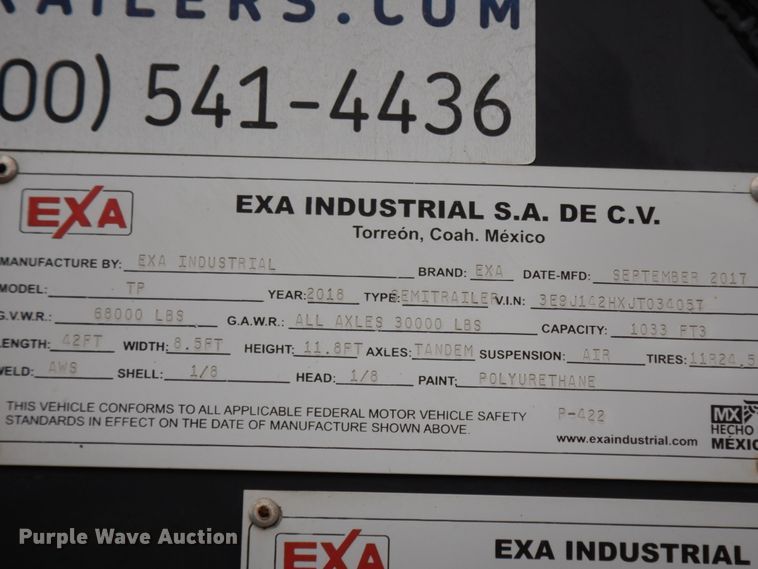 RAILERS.COM
00) 541-4436
EXA
EXA INDUSTRIAL S.A. DE C.V.
Torreón, Coah. México
MANUFACTURE BY: EXA INDUSTRIAL BRAND: EXA DATE-MFD: SEPTEMBER 2017
MODEL: TP YEAR: 2018 TYPE: SEMITRAILER V.I.N: 3E9J142HXJT034057
G.V.W.R: 68000 LBS G.A.W.R: ALL AXLES 30000 LBS CAPACITY: 1033 FT3
LENGTH: 42FT WIDTH: 8.5FT HEIGHT: 11.8FT AXLES: TANDEM SUSPENSION: AIR TIRES: 11R24.5
WELD: AWS SHELL: 1/8 HEAD: 1/8 PAINT: POLYURETHANE
THIS VEHICLE CONFORMS TO ALL APPLICABLE FEDERAL MOTOR VEHICLE SAFETY
STANDARDS IN EFFECT ON THE DATE OF MANUFACTURE SHOWN ABOVE.
P-422
www.exaindustrial.com
MX
HECHO
MÉXICO
EXA
EXA INDUSTRIAL
Purple Wave Auction